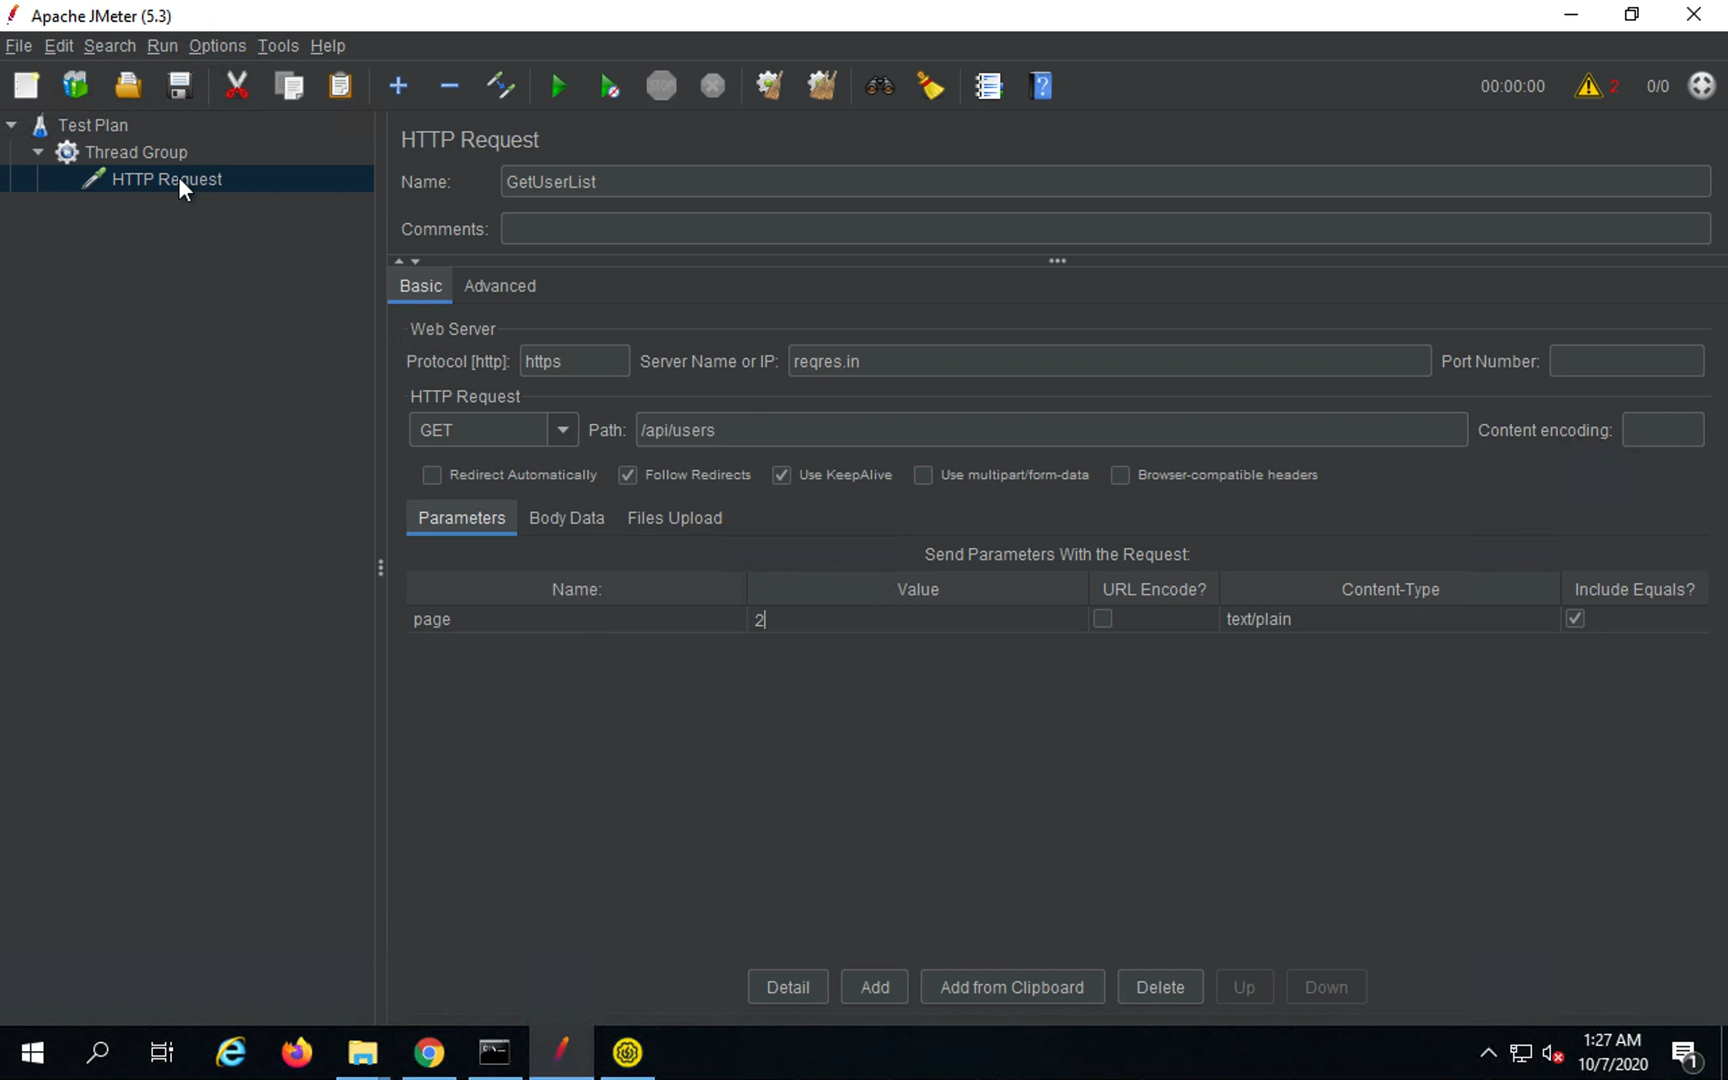 Apache JMeter (5.3)
File Edit Search Run Options Tools Help
STOP 00:00:00 2 0/0
Test Plan
Thread Group
HTTP Request
HTTP Request
Name: GetUserList
Comments:
Basic Advanced
Web Server
Protocol [http]: https Server Name or IP: reqres.in Port Number:
HTTP Request
GET Path: /api/users Content encoding:
Redirect Automatically Follow Redirects Use KeepAlive Use multipart/form-data Browser-compatible headers
Parameters Body Data Files Upload
Send Parameters With the Request:
Name: Value URL Encode? Content-Type Include Equals?
page 2 text/plain
Detail Add Add from Clipboard Delete Up Down
1:27 AM
10/7/2020
1